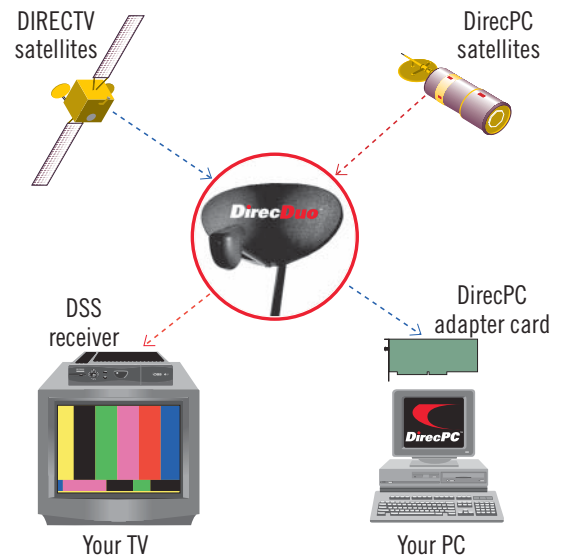 DIRECTV
satellites
DirecPC
satellites
DirecDuo
DSS
receiver
DirecPC
adapter card
DirecPC
Your TV
Your PC